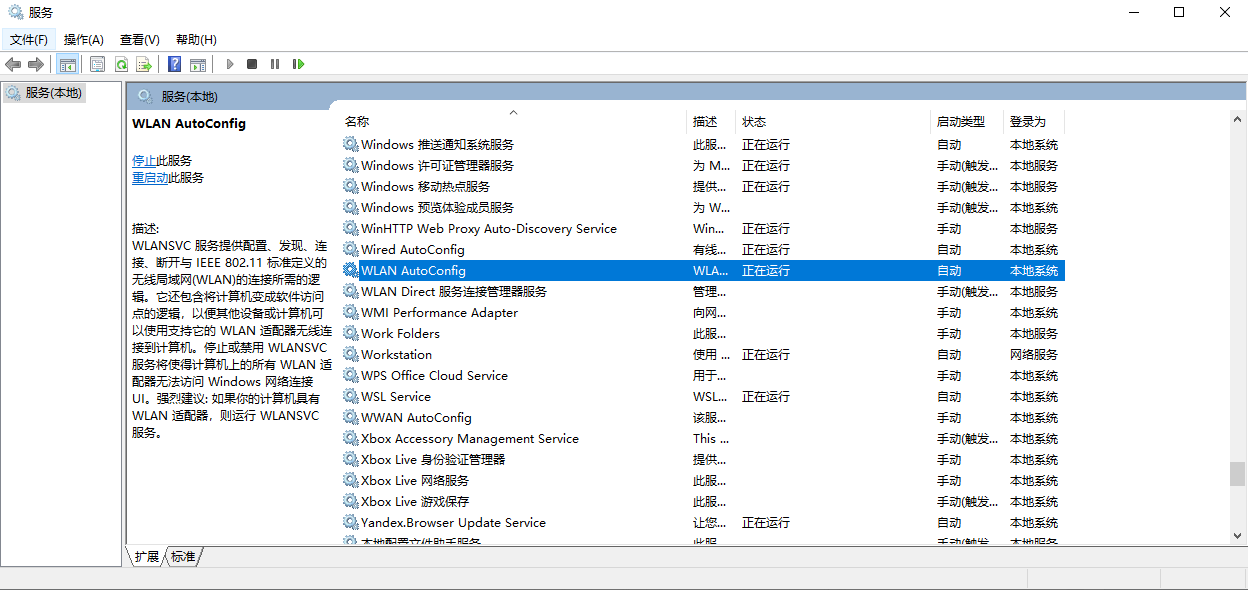 服务
文件(F) 操作(A) 查看(V) 帮助(H)
服务(本地)
服务(本地)
WLAN AutoConfig
停止此服务
重启动此服务
描述:
WLANSVC 服务提供配置、发现、连
接、断开与 IEEE 802.11 标准定义的
无线局域网(WLAN)的连接所需的逻
辑。它还包含将计算机变成软件访问
点的逻辑，以便其他设备或计算机可
以使用支持它的 WLAN 适配器无线连
接到计算机。停止或禁用 WLANSVC
服务将使得计算机上的所有 WLAN 适
配器无法访问 Windows 网络连接
UI。强烈建议: 如果你的计算机具有
WLAN 适配器，则运行 WLANSVC
服务。
名称 描述 状态 启动类型 登录为
Windows 推送通知系统服务 此服... 正在运行 自动 本地系统
Windows 许可证管理器服务 为 M... 正在运行 手动(触发... 本地服务
Windows 移动热点服务 提供... 正在运行 手动(触发... 本地服务
Windows 预览体验成员服务 为 W... 手动(触发... 本地系统
WinHTTP Web Proxy Auto-Discovery Service Win... 正在运行 手动 本地服务
Wired AutoConfig 有线... 正在运行 自动 本地系统
WLAN AutoConfig WLA... 正在运行 自动 本地系统
WLAN Direct 服务连接管理器服务 管理... 手动(触发... 本地服务
WMI Performance Adapter 向网... 手动 本地系统
Work Folders 此服... 手动 本地服务
Workstation 使用 ... 正在运行 自动 网络服务
WPS Office Cloud Service 用于... 手动 本地系统
WSL Service WSL... 正在运行 自动 本地系统
WWAN AutoConfig 该服... 手动 本地系统
Xbox Accessory Management Service This ... 手动(触发... 本地系统
Xbox Live 身份验证管理器 提供... 手动 本地系统
Xbox Live 网络服务 此服... 手动 本地系统
Xbox Live 游戏保存 此服... 手动(触发... 本地系统
Yandex.Browser Update Service 让您... 正在运行 自动 本地系统
本地配置文件助手服务 此服... 手动(触发... 本地服务
扩展 标准